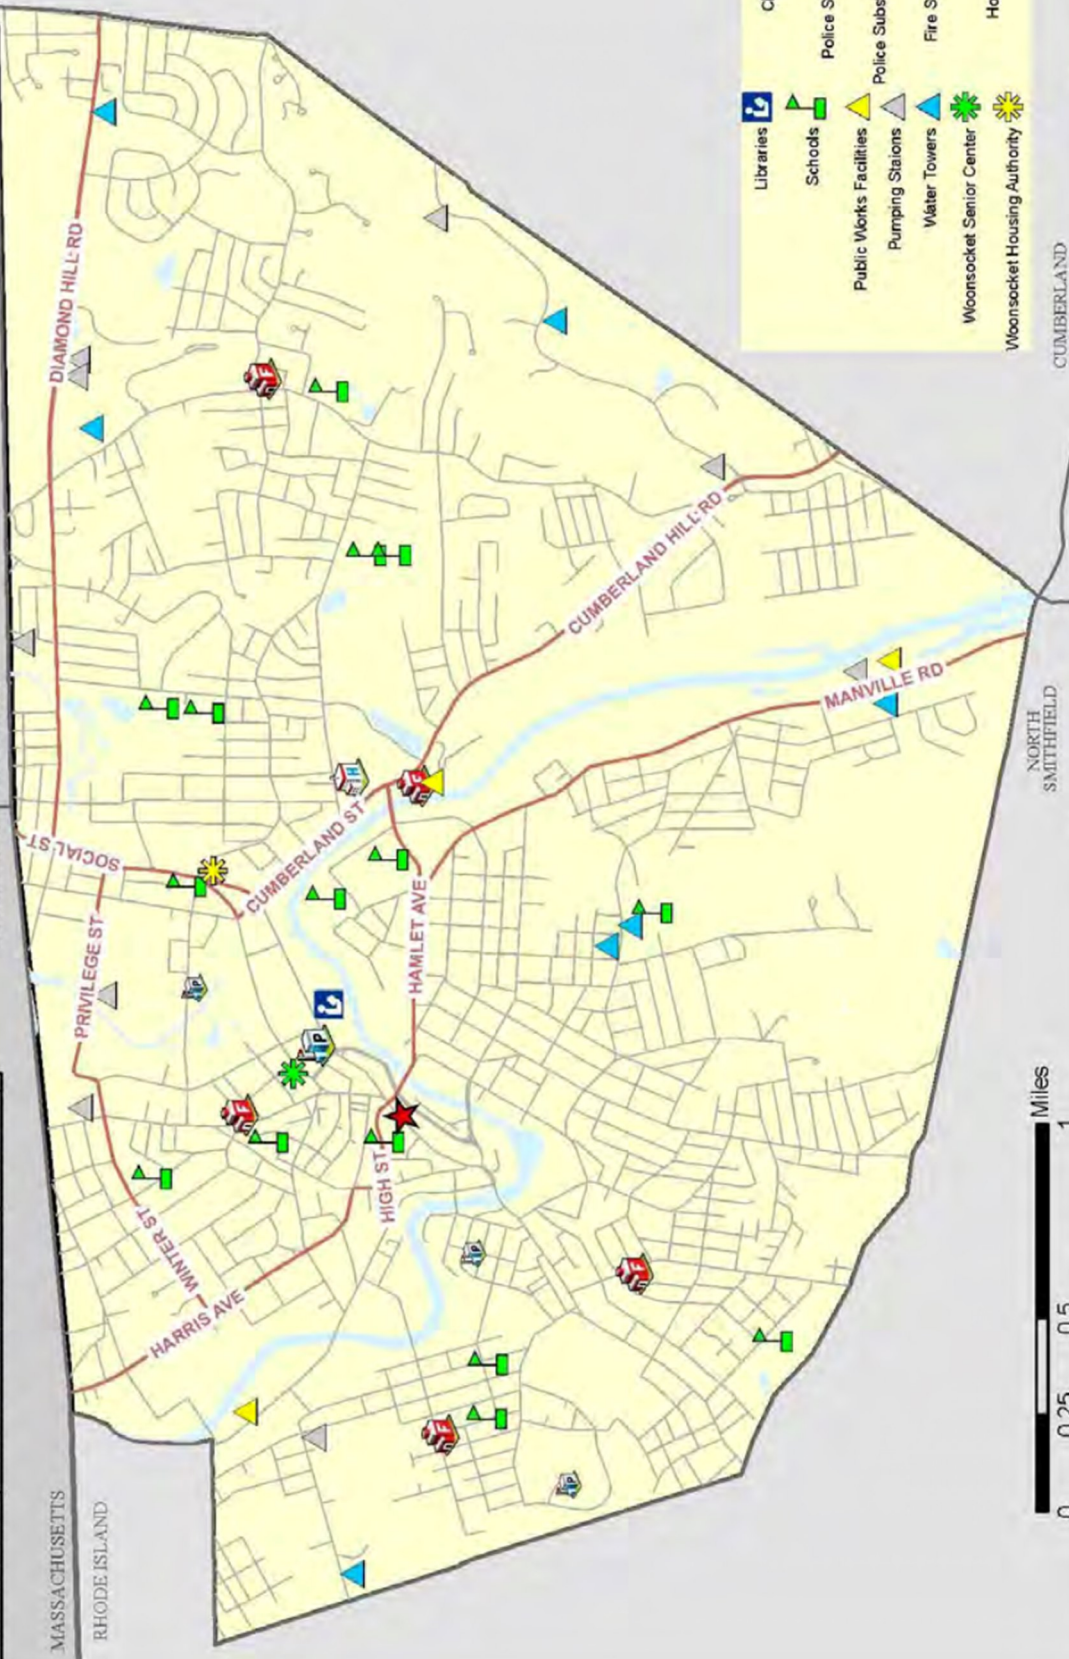 MASSACHUSETTS
RHODE ISLAND
HARRIS AVE
WINTER ST
PRIVILEGE ST
SOCIAL ST
DIAMOND HILL RD
HIGH ST
HAMLET AVE
CUMBERLAND ST
CUMBERLAND HILL RD
MANVILLE RD
NORTH
SMITHFIELD
CUMBERLAND
Libraries
Schools
Public Works Facilities
Pumping Staions
Water Towers
Woonsocket Senior Center
Woonsocket Housing Authority
C
Police S
Police Subs
Fire S
Ho
0 0.25 0.5 1
Miles